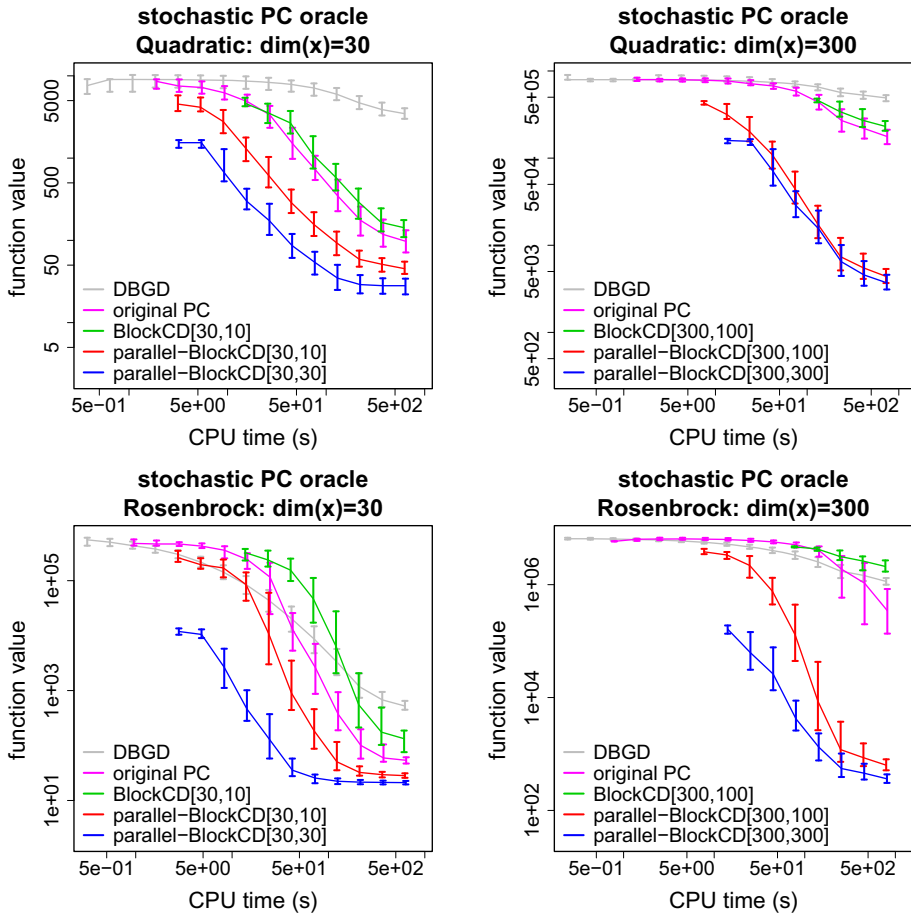 stochastic PC oracle
Quadratic: dim(x)=30
function value
5000
500
50
5
DBGD
original PC
BlockCD[30,10]
parallel-BlockCD[30,10]
parallel-BlockCD[30,30]
5e−01
5e+00
5e+01
5e+02
CPU time (s)
stochastic PC oracle
Quadratic: dim(x)=300
function value
5e+05
5e+04
5e+03
5e+02
DBGD
original PC
BlockCD[300,100]
parallel-BlockCD[300,100]
parallel-BlockCD[300,300]
5e−01
5e+00
5e+01
5e+02
CPU time (s)
stochastic PC oracle
Rosenbrock: dim(x)=30
function value
1e+05
1e+03
1e+01
DBGD
original PC
BlockCD[30,10]
parallel-BlockCD[30,10]
parallel-BlockCD[30,30]
5e−01
5e+00
5e+01
5e+02
CPU time (s)
stochastic PC oracle
Rosenbrock: dim(x)=300
function value
1e+06
1e+04
1e+02
DBGD
original PC
BlockCD[300,100]
parallel-BlockCD[300,100]
parallel-BlockCD[300,300]
5e−01
5e+00
5e+01
5e+02
CPU time (s)